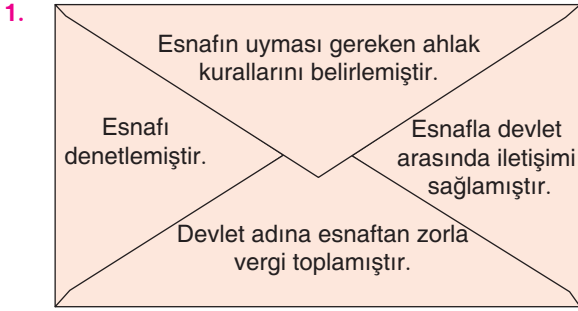 1.
Esnafın uyması gereken ahlak
kurallarını belirlemiştir.
Esnafı
denetlemiştir.
Esnafla devlet
arasında iletişimi
sağlamıştır.
Devlet adına esnaftan zorla
vergi toplamıştır.